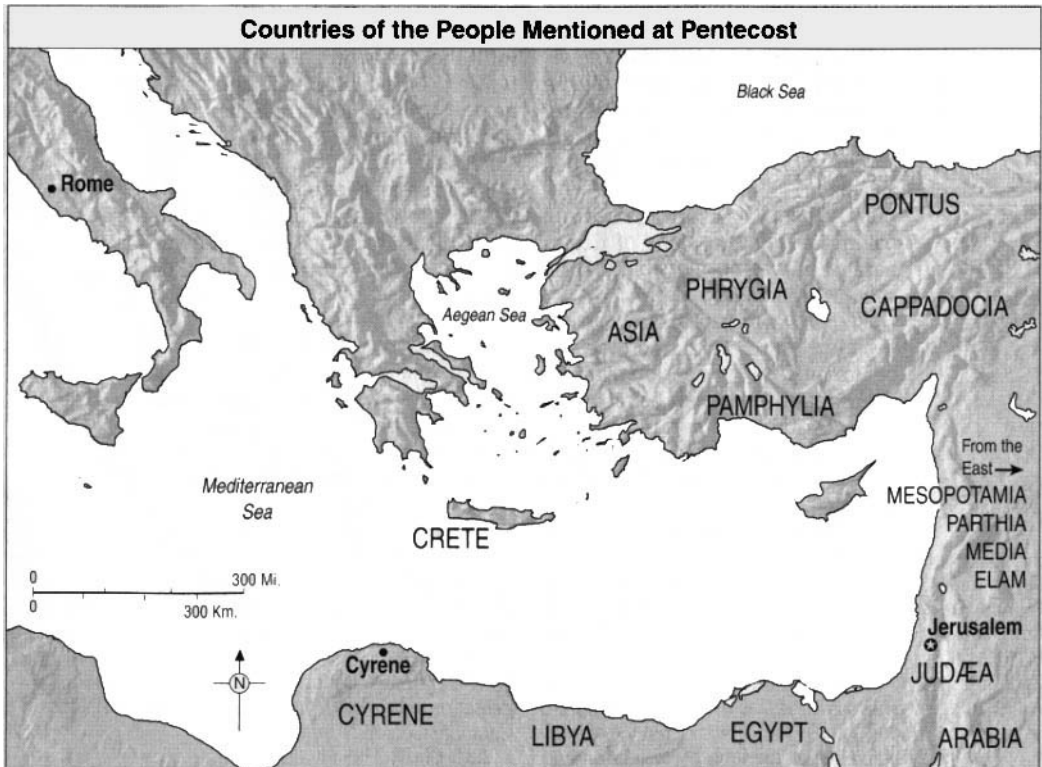 Countries of the People Mentioned at Pentecost
Black Sea
Rome
PONTUS
PHRYGIA
CAPPADOCIA
Aegean Sea
ASIA
PAMPHYLIA
From the
East
Mediterranean
Sea
MESOPOTAMIA
PARTHIA
MEDIA
ELAM
CRETE
0
300 Mi.
0
300 Km.
Jerusalem
JUDÆA
Cyrene
N
CYRENE
LIBYA
EGYPT
ARABIA